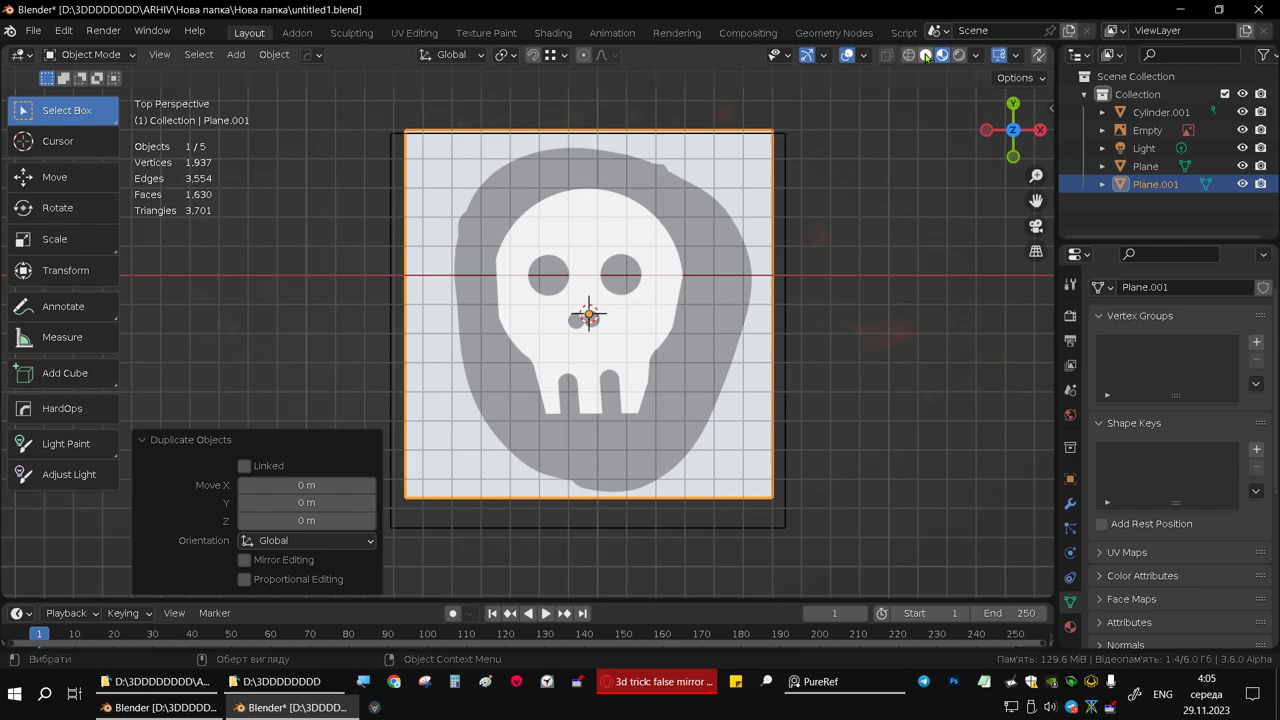 Blender* [D:\3DDDDDDDD\ARHIV\Нова папка\Нова папка\untitled1.blend]
File Edit Render Window Help Layout Addon Modeling Sculpting UV Editing Texture Paint Shading Animation Rendering Compositing Geometry Nodes Script Scene ViewLayer
Object Mode View Select Add Object Global
Options
Select Box
Cursor
Move
Rotate
Scale
Transform
Annotate
Measure
Add Cube
HardOps
Light Paint
Adjust Light
Top Perspective
(1) Collection | Plane.001
Objects 1 / 5
Vertices 1,937
Edges 3,554
Faces 1,630
Triangles 3,701
Y
Z
X
Duplicate Objects
Linked
Move X 0 m
Y 0 m
Z 0 m
Orientation Global
Mirror Editing
Proportional Editing
Scene Collection
Collection
Cylinder.001
Empty
Light
Plane
Plane.001
Plane.001
Vertex Groups
Shape Keys
Add Rest Position
UV Maps
Color Attributes
Face Maps
Attributes
Normals
Playback Keying View Marker 1 Start 1 End 250
1 10 20 30 40 50 60 70 80 90 100 110 120 130 140 150 160 170 180 190 200 210 220 230 240 250
Вибрати Оберт вигляду Object Context Menu Пам'ять: 129.6 MiB | Відеопам'ять: 1.4/6.0 Гб | 3.6.0 Alpha
D:\3DDDDDDDD\A... D:\3DDDDDDDD 3d trick: false mirror ... PureRef
Blender [D:\3DDDD... Blender* [D:\3DDDD...
ENG
4:05
середа
29.11.2023